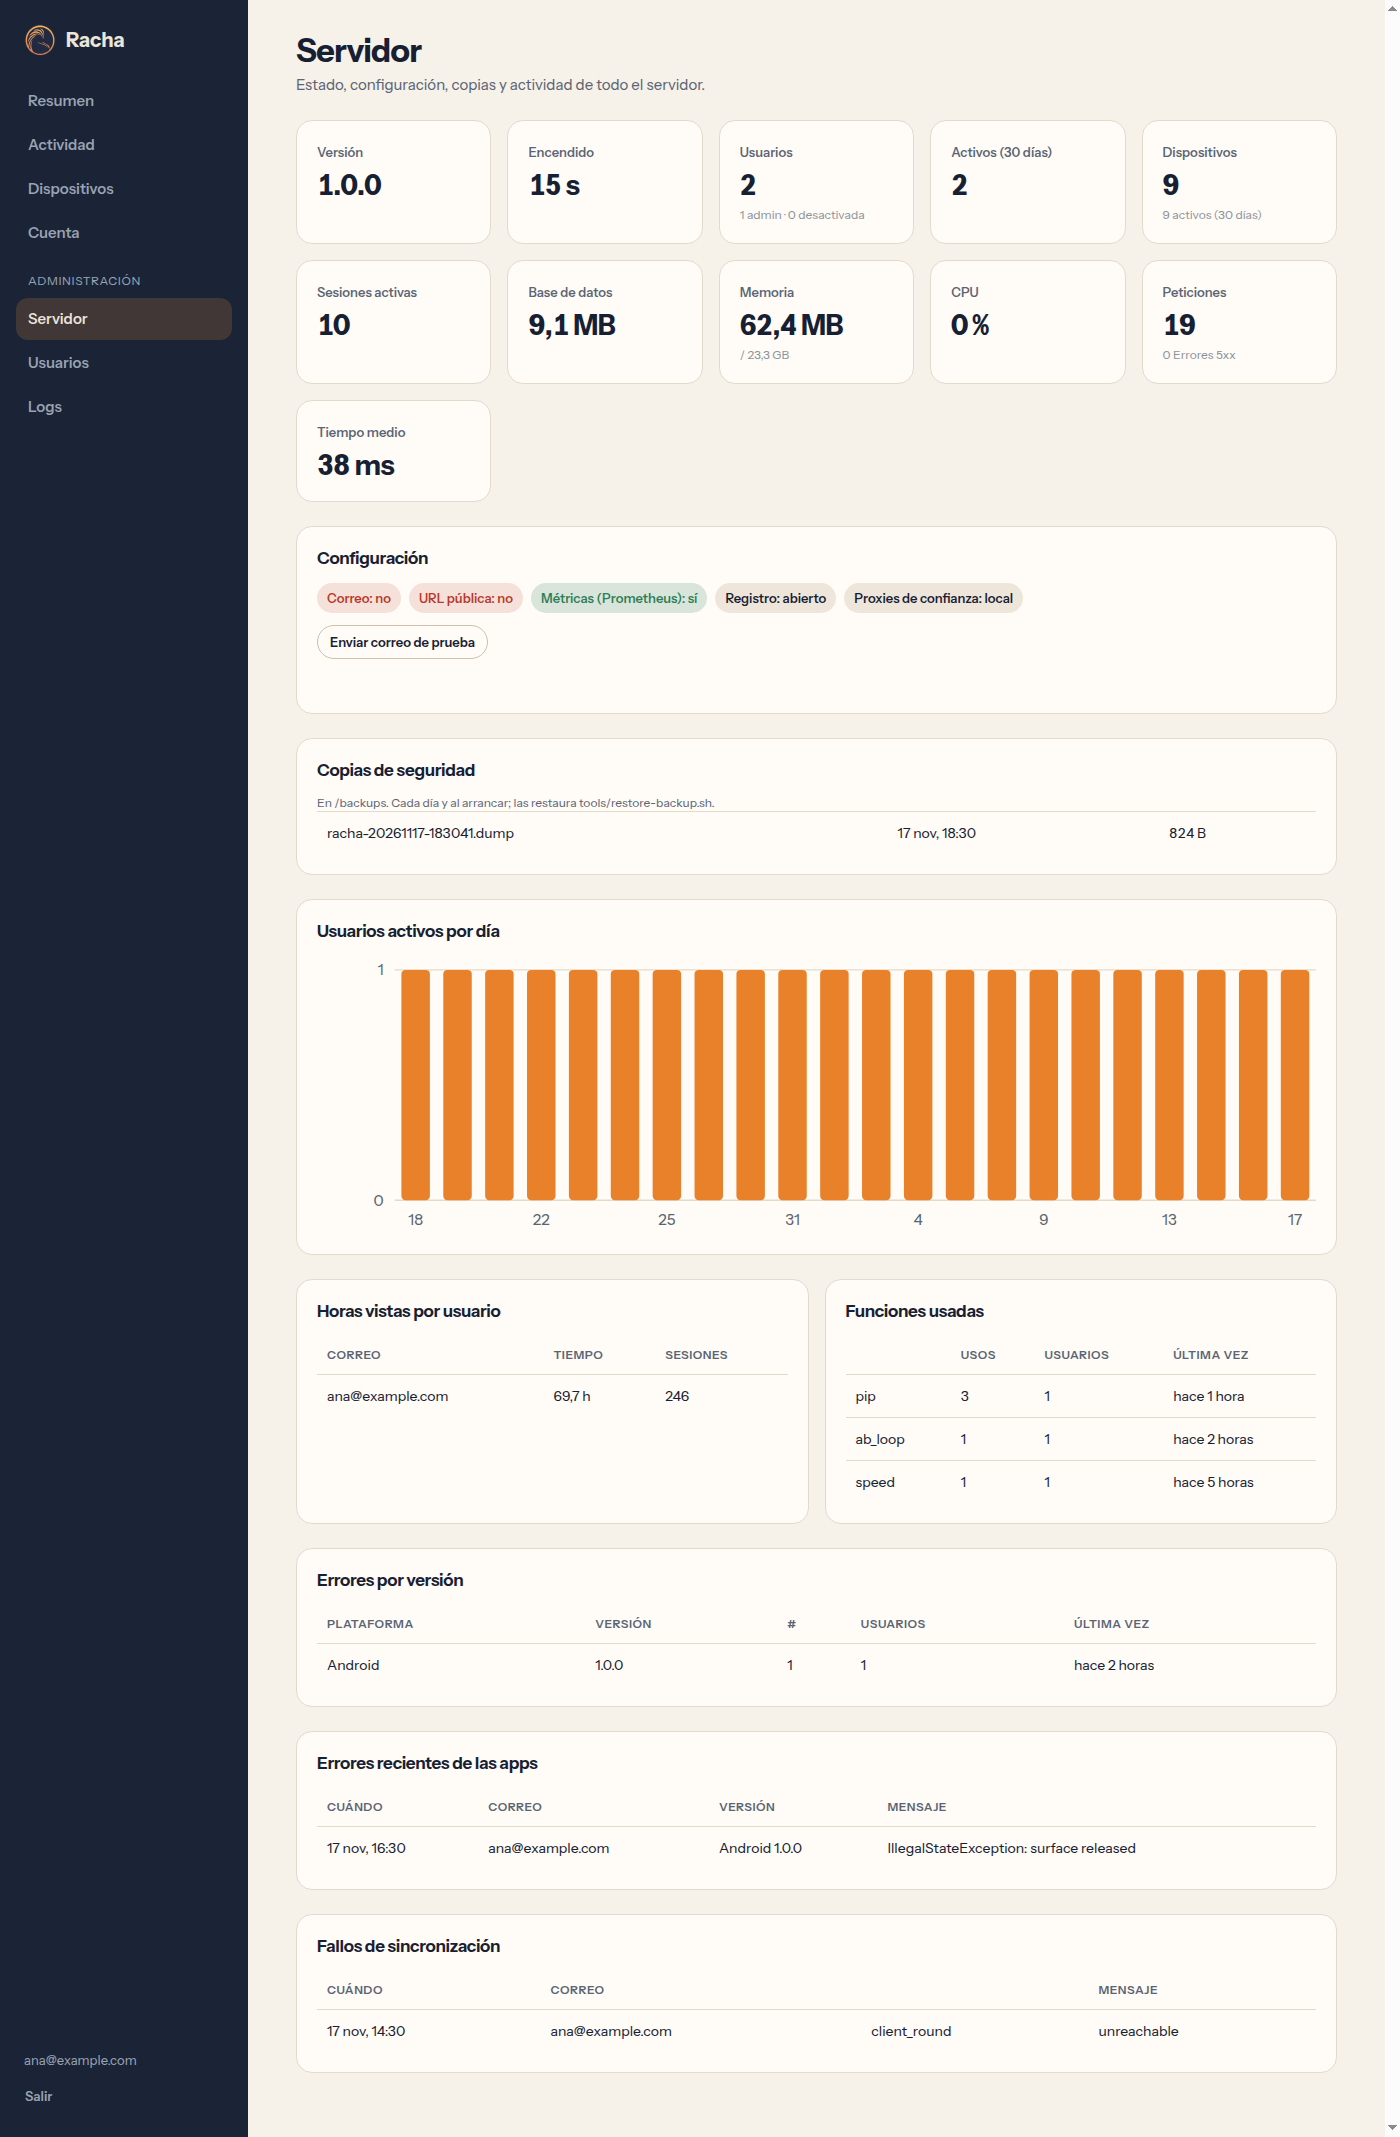 Racha
Resumen
Actividad
Dispositivos
Cuenta
ADMINISTRACIÓN
Servidor
Usuarios
Logs
ana@example.com
Salir
Servidor
Estado, configuración, copias y actividad de todo el servidor.
Versión
1.0.0
Encendido
15 s
Usuarios
2
1 admin · 0 desactivada
Activos (30 días)
2
Dispositivos
9
9 activos (30 días)
Sesiones activas
10
Base de datos
9,1 MB
Memoria
62,4 MB
/ 23,3 GB
CPU
0 %
Peticiones
19
0 Errores 5xx
Tiempo medio
38 ms
Configuración
Correo: no URL pública: no Métricas (Prometheus): sí Registro: abierto Proxies de confianza: local
Enviar correo de prueba
Copias de seguridad
En /backups. Cada día y al arrancar; las restaura tools/restore-backup.sh.
racha-20261117-183041.dump 17 nov, 18:30 824 B
Usuarios activos por día
1
0
18 22 25 31 4 9 13 17
Horas vistas por usuario
CORREO TIEMPO SESIONES
ana@example.com 69,7 h 246
Funciones usadas
USOS USUARIOS ÚLTIMA VEZ
pip 3 1 hace 1 hora
ab_loop 1 1 hace 2 horas
speed 1 1 hace 5 horas
Errores por versión
PLATAFORMA VERSIÓN # USUARIOS ÚLTIMA VEZ
Android 1.0.0 1 1 hace 2 horas
Errores recientes de las apps
CUÁNDO CORREO VERSIÓN MENSAJE
17 nov, 16:30 ana@example.com Android 1.0.0 IllegalStateException: surface released
Fallos de sincronización
CUÁNDO CORREO MENSAJE
17 nov, 14:30 ana@example.com client_round unreachable